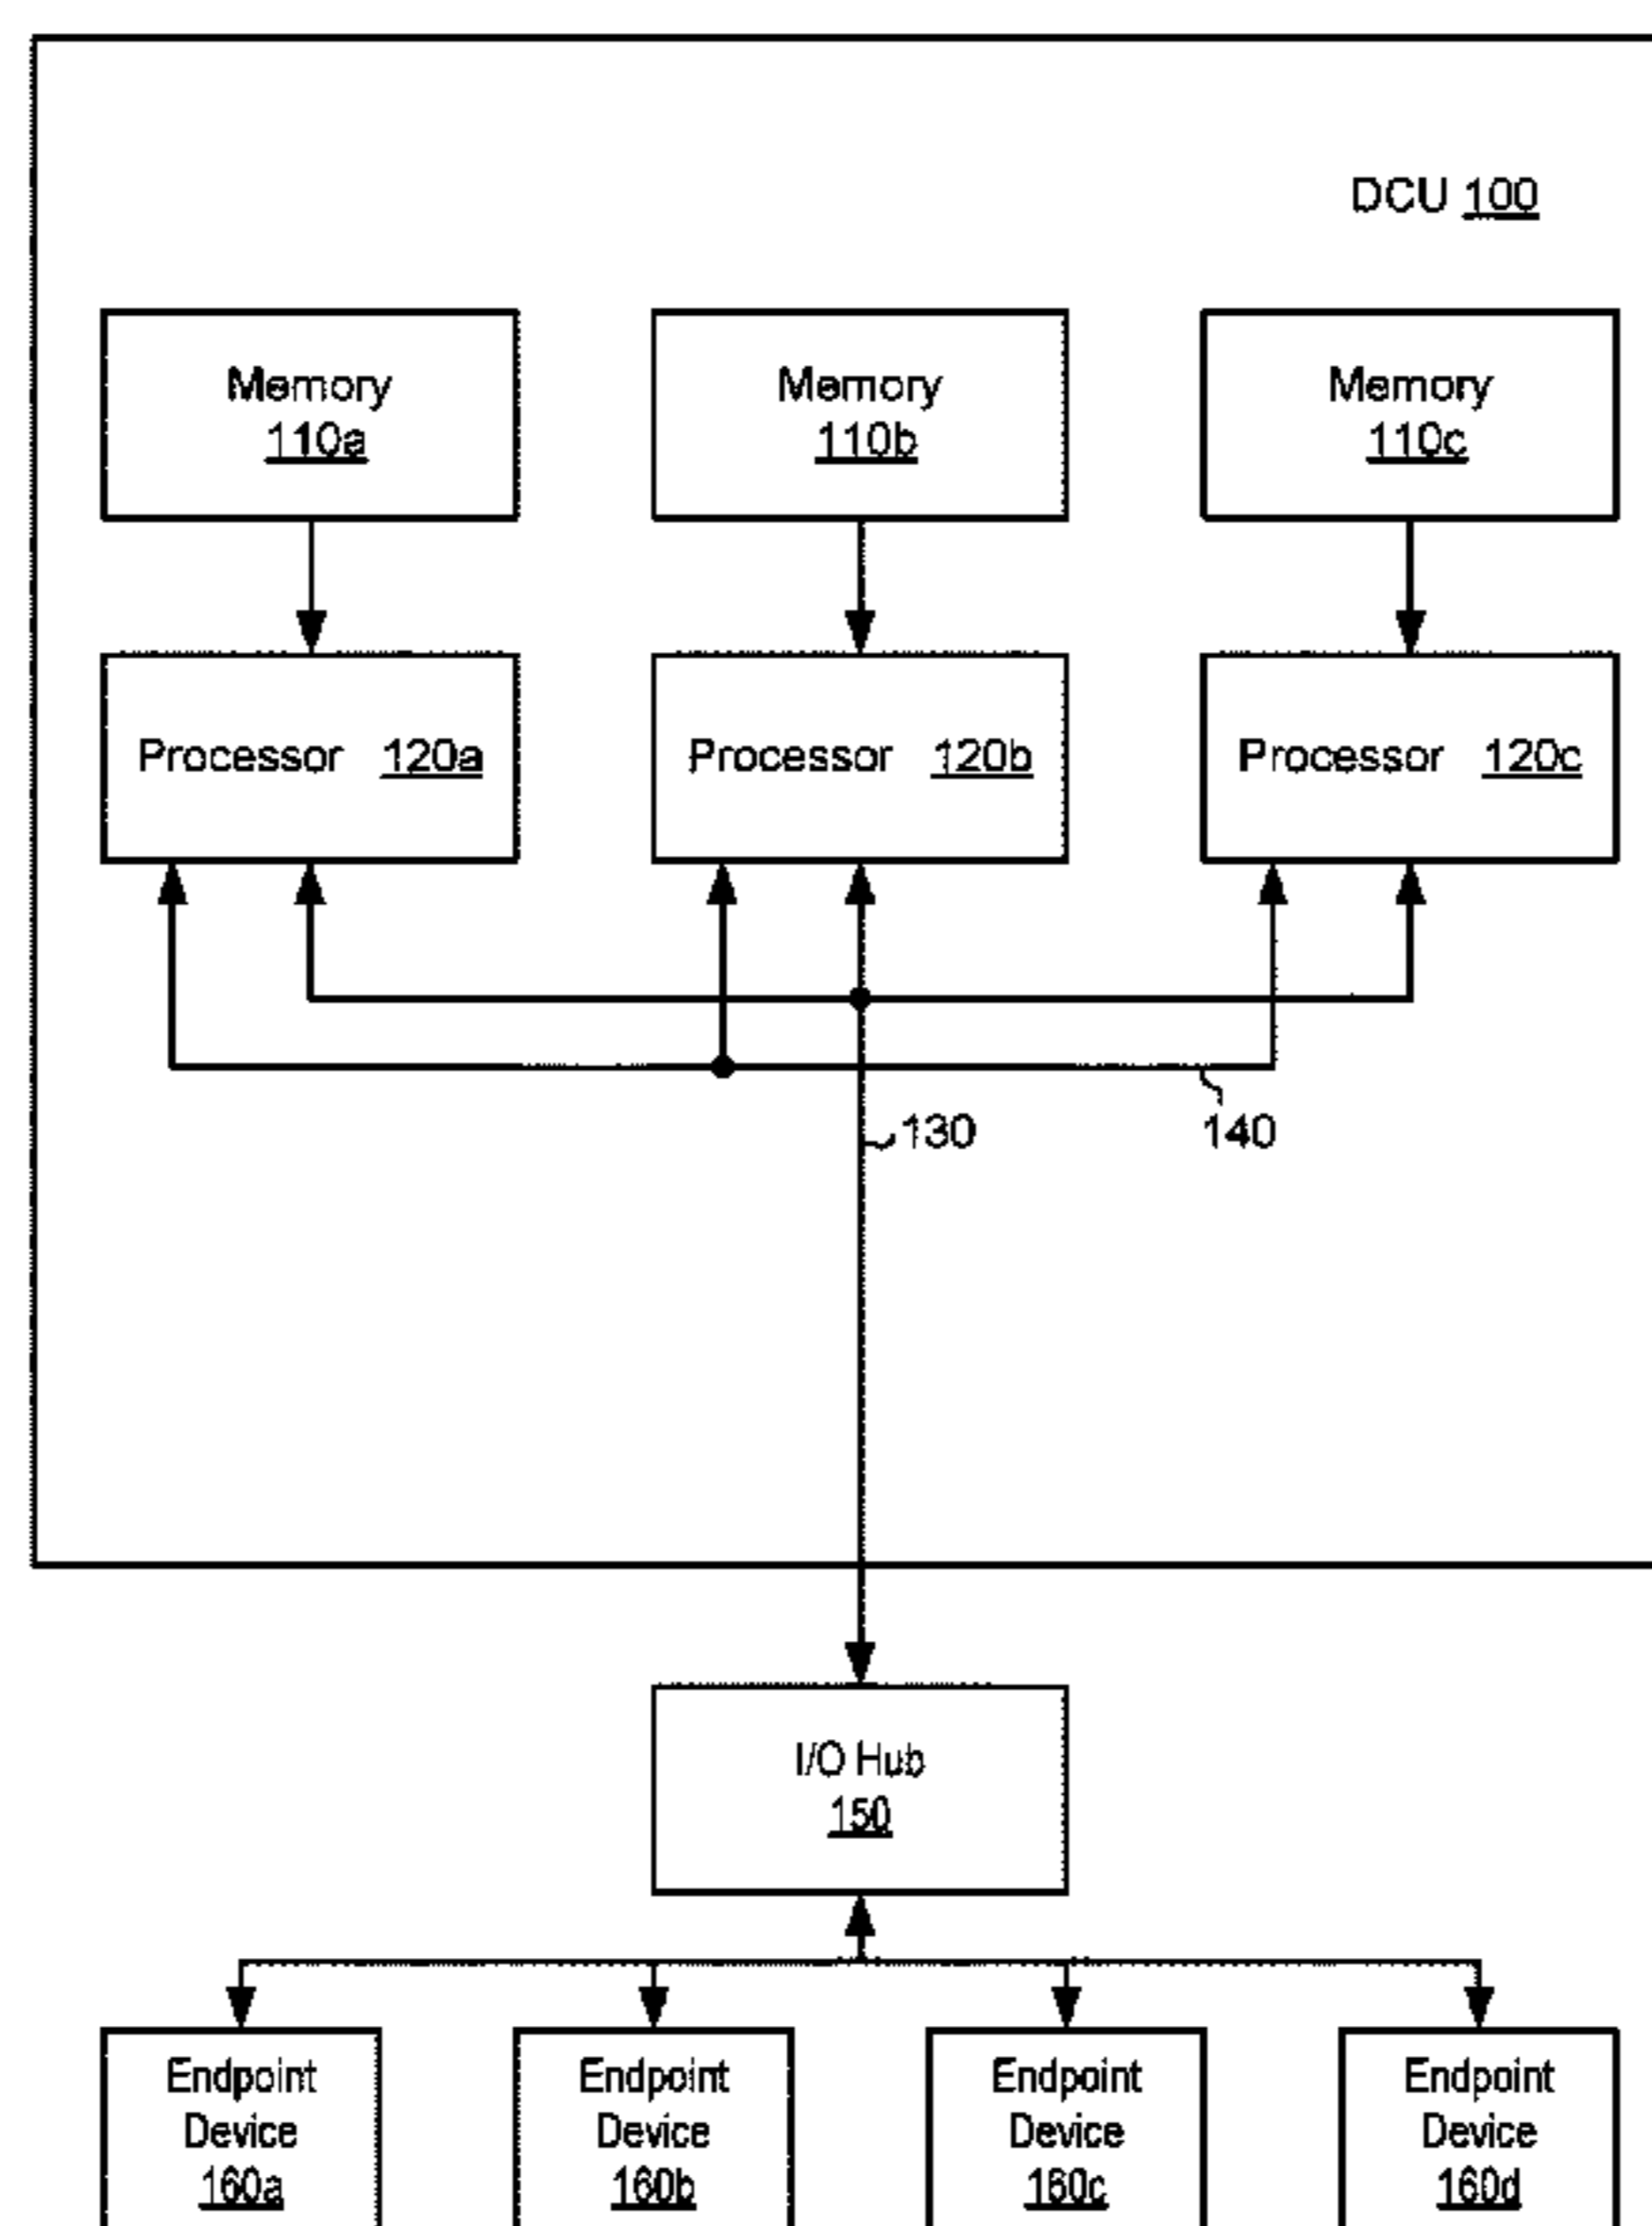 DCU 100
Memory
110a
Memory
110b
Memory
110c
Processor 120a
Processor 120b
Processor 120c
130
140
I/O Hub
150
Endpoint
Device
160a
Endpoint
Device
160b
Endpoint
Device
160c
Endpoint
Device
160d